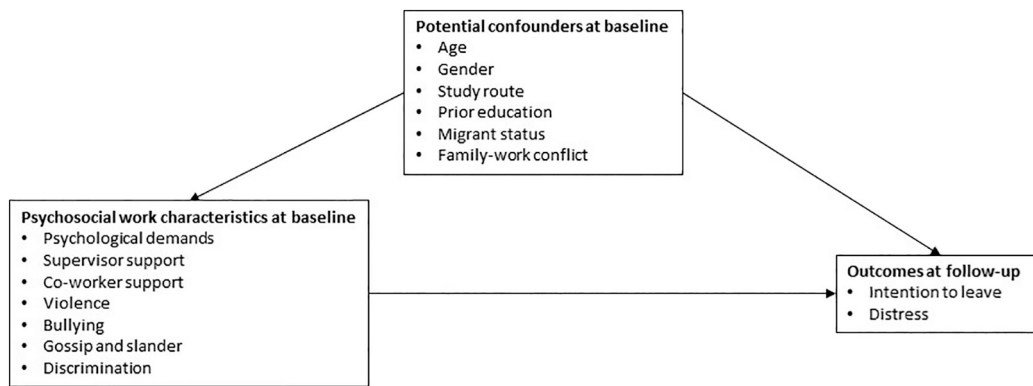 Potential confounders at baseline
• Age
• Gender
• Study route
• Prior education
• Migrant status
• Family-work conflict
Psychosocial work characteristics at baseline
• Psychological demands
• Supervisor support
• Co-worker support
• Violence
• Bullying
• Gossip and slander
• Discrimination
Outcomes at follow-up
• Intention to leave
• Distress